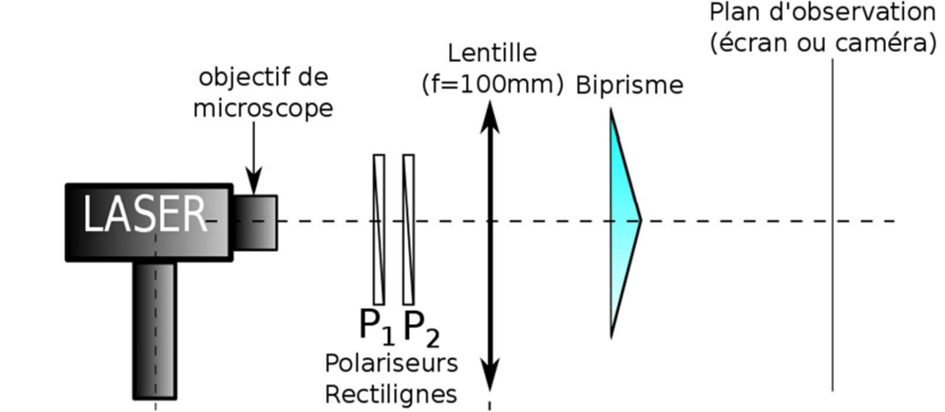 Plan d'observation
(écran ou caméra)
Lentille
(f=100mm)
Biprisme
objectif de
microscope
LASER
P1 P2
Polariseurs
Rectilignes